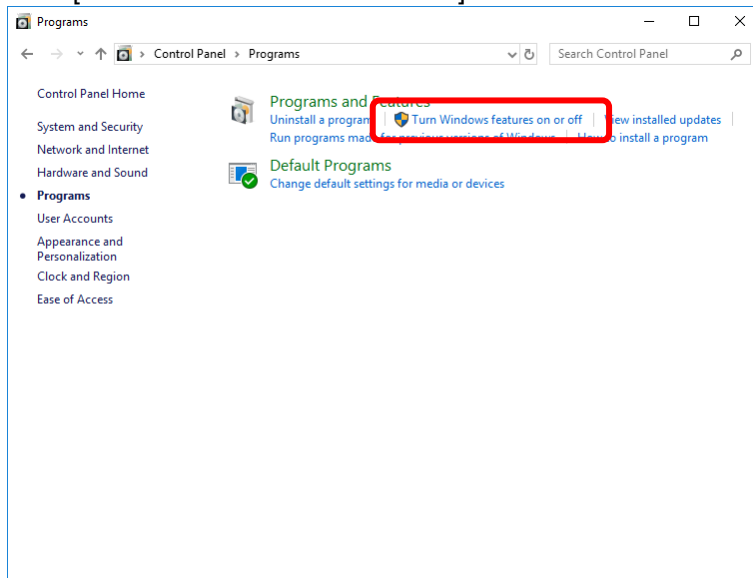 Programs
Control Panel > Programs
Search Control Panel
Control Panel Home
System and Security
Network and Internet
Hardware and Sound
Programs
User Accounts
Appearance and
Personalization
Clock and Region
Ease of Access
Programs and Features
Uninstall a program Turn Windows features on or off View installed updates
Run programs made for previous versions of Windows How to install a program
Default Programs
Change default settings for media or devices